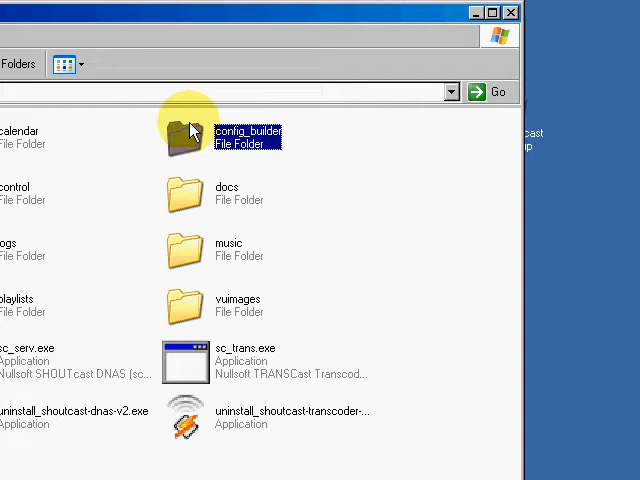 Folders
Go
calendar
File Folder
config_builder
File Folder
control
File Folder
docs
File Folder
logs
File Folder
music
File Folder
playlists
File Folder
vuimages
File Folder
sc_serv.exe
Application
Nullsoft SHOUTcast DNAS (sc...
sc_trans.exe
Application
Nullsoft TRANSCast Transcod...
uninstall_shoutcast-dnas-v2.exe
Application
uninstall_shoutcast-transcoder-...
Application
cast
up